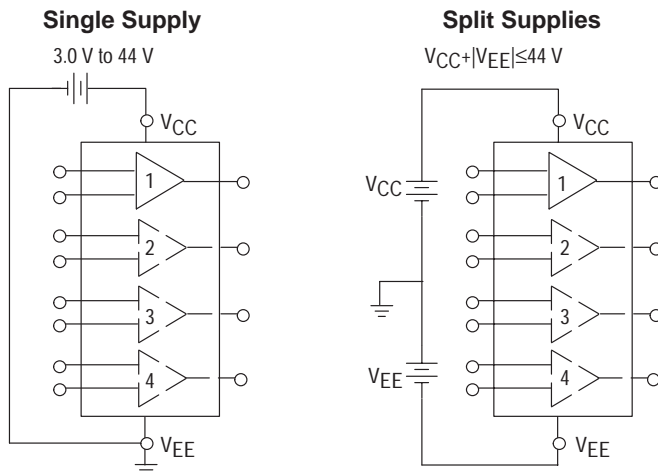 Single Supply
3.0 V to 44 V
VCC
1
2
3
4
VEE
Split Supplies
VCC+|VEE|≤44 V
VCC
VCC
1
2
3
VEE
4
VEE